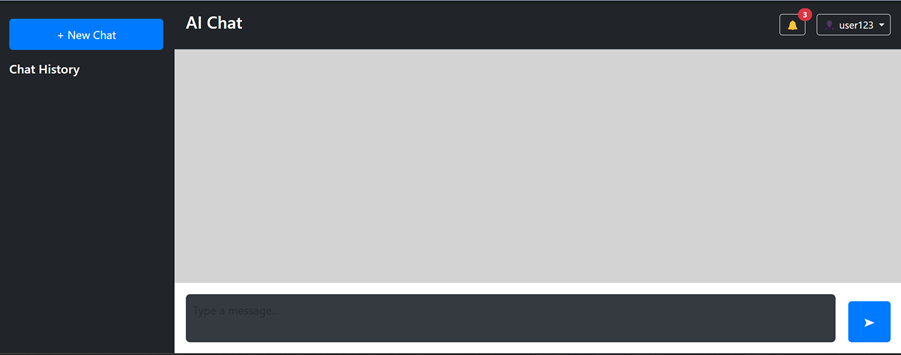 + New Chat
Chat History
AI Chat
3
user123
Type a message...